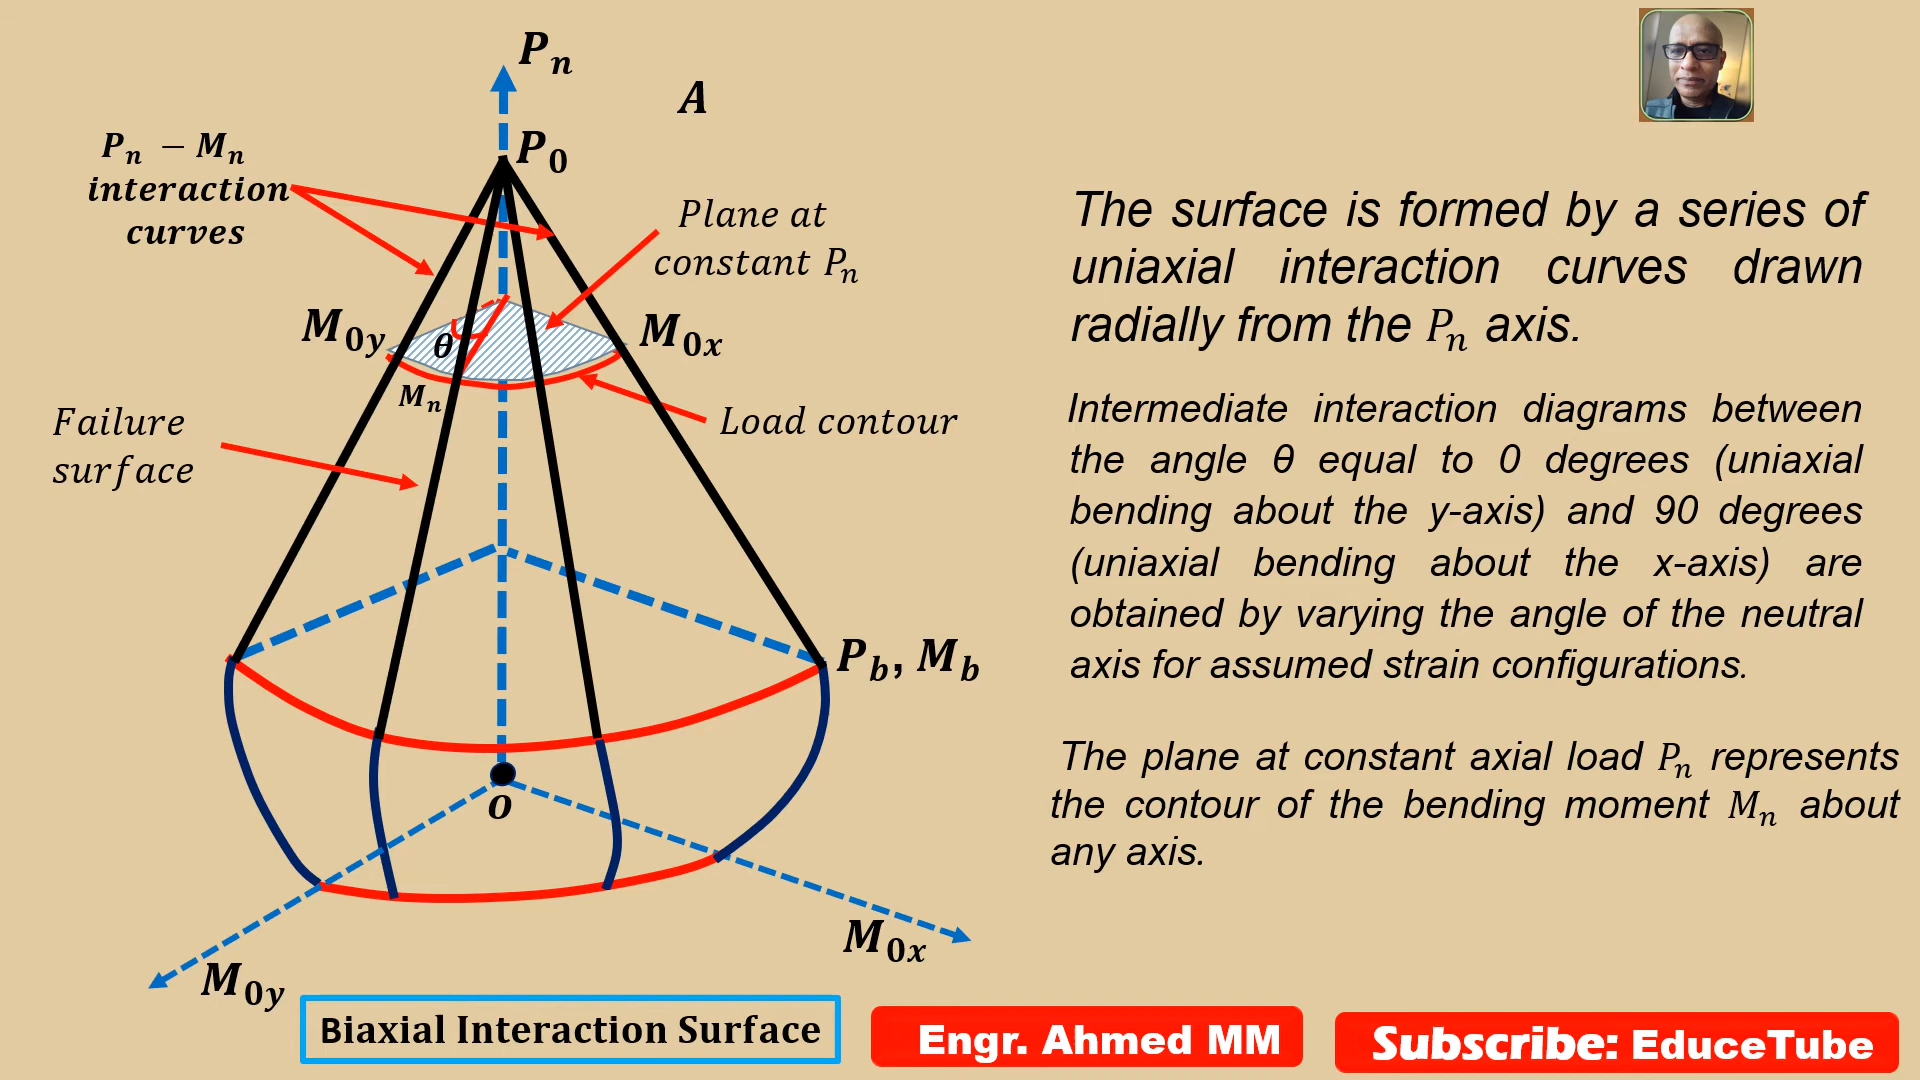 Pn
A
P0
Pn − Mn
interaction
curves
Plane at
constant Pn
M0y
θ
M0x
Mn
Load contour
Failure
surface
Pb, Mb
O
M0x
M0y
Biaxial Interaction Surface
The surface is formed by a series of
uniaxial interaction curves drawn
radially from the Pn axis.
Intermediate interaction diagrams between
the angle θ equal to 0 degrees (uniaxial
bending about the y-axis) and 90 degrees
(uniaxial bending about the x-axis) are
obtained by varying the angle of the neutral
axis for assumed strain configurations.
The plane at constant axial load Pn represents
the contour of the bending moment Mn about
any axis.
Engr. Ahmed MM
Subscribe: EduceTube